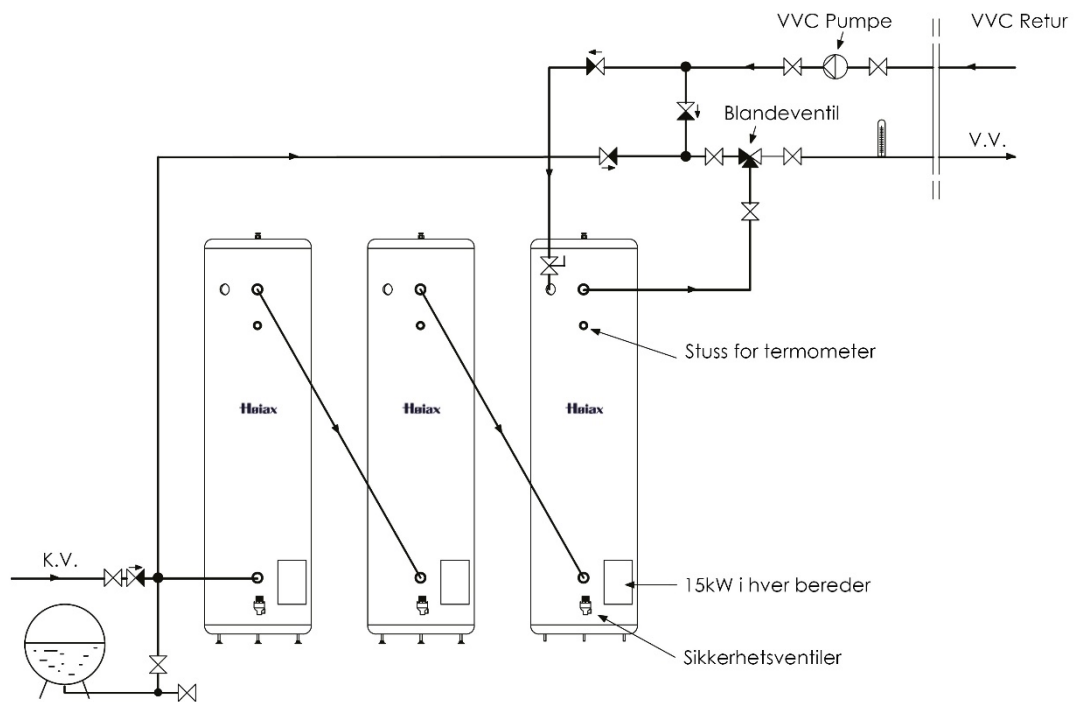 VVC Pumpe
VVC Retur
Blandeventil
V.V.
Høiax
Høiax
Høiax
Stuss for termometer
K.V.
15kW i hver bereder
Sikkerhetsventiler